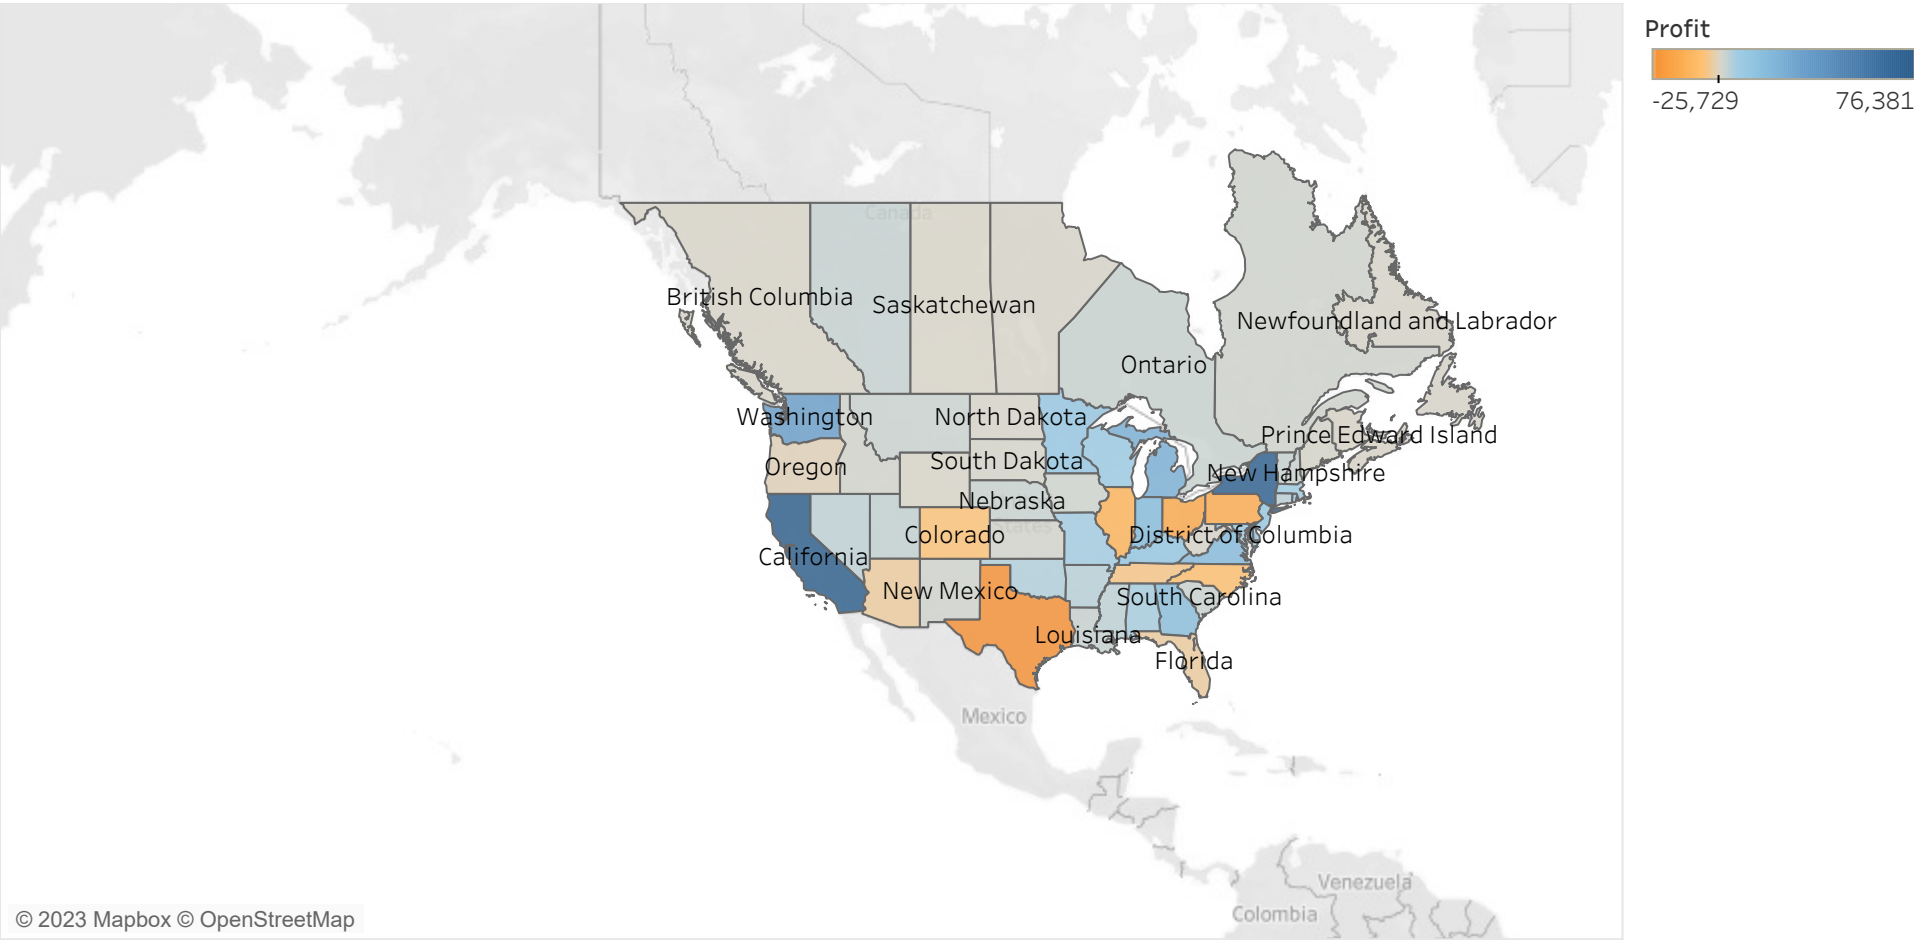 Profit
-25,729
76,381
Canada
British Columbia
Saskatchewan
Newfoundland and Labrador
Ontario
Washington
North Dakota
Prince Edward Island
Oregon
South Dakota
New Hampshire
Nebraska
States
Colorado
District of Columbia
California
New Mexico
South Carolina
Louisiana
Florida
Mexico
Venezuela
Colombia
© 2023 Mapbox © OpenStreetMap